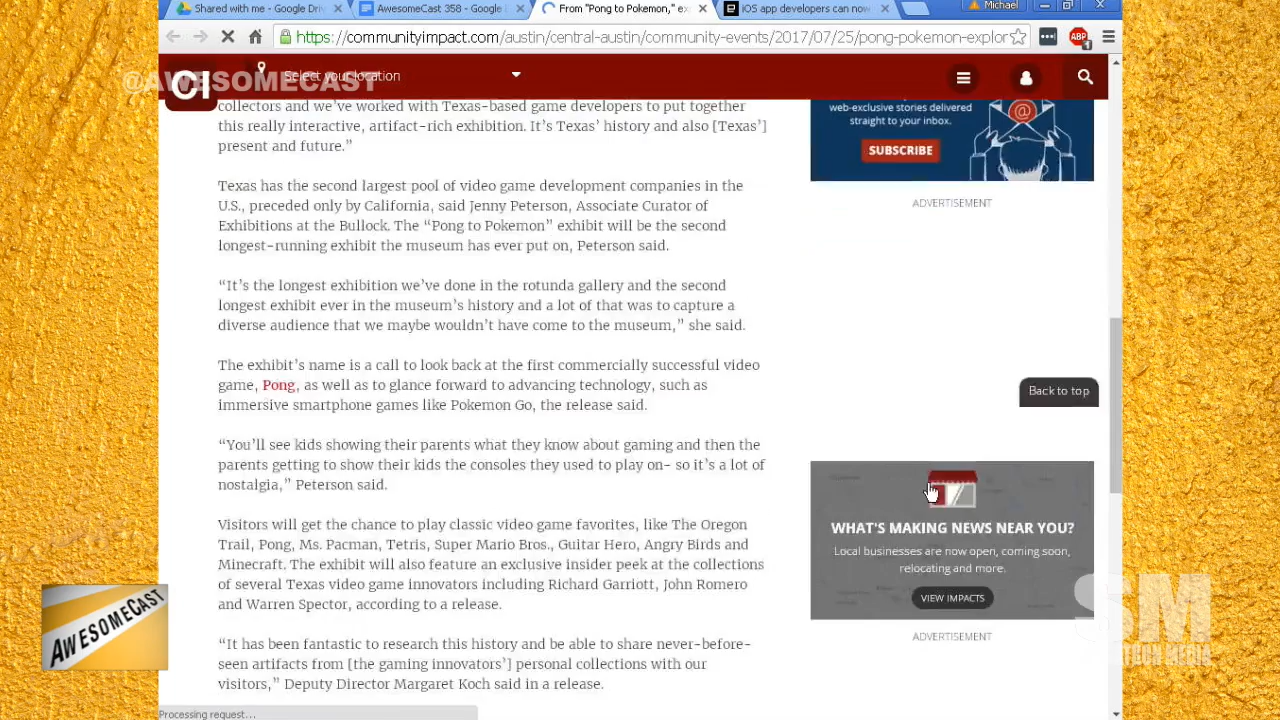 Shared with me - Google Driv
AwesomeCast 358 - Google
From "Pong to Pokemon," ex
iOS app developers can now
Michael
https://communityimpact.com/austin/central-austin/community-events/2017/07/25/pong-pokemon-explor
ABP
1
CI
Select your location
@AWESOMECAST
collectors and we've worked with Texas-based game developers to put together
this really interactive, artifact-rich exhibition. It's Texas' history and also [Texas']
present and future.”
Texas has the second largest pool of video game development companies in the
U.S., preceded only by California, said Jenny Peterson, Associate Curator of
Exhibitions at the Bullock. The “Pong to Pokemon” exhibit will be the second
longest-running exhibit the museum has ever put on, Peterson said.
“It's the longest exhibition we've done in the rotunda gallery and the second
longest exhibit ever in the museum's history and a lot of that was to capture a
diverse audience that we maybe wouldn't have come to the museum,” she said.
The exhibit's name is a call to look back at the first commercially successful video
game, Pong, as well as to glance forward to advancing technology, such as
immersive smartphone games like Pokemon Go, the release said.
“You'll see kids showing their parents what they know about gaming and then the
parents getting to show their kids the consoles they used to play on- so it's a lot of
nostalgia,” Peterson said.
Visitors will get the chance to play classic video game favorites, like The Oregon
Trail, Pong, Ms. Pacman, Tetris, Super Mario Bros., Guitar Hero, Angry Birds and
Minecraft. The exhibit will also feature an exclusive insider peek at the collections
of several Texas video game innovators including Richard Garriott, John Romero
and Warren Spector, according to a release.
“It has been fantastic to research this history and be able to share never-before-
seen artifacts from [the gaming innovators'] personal collections with our
visitors,” Deputy Director Margaret Koch said in a release.
web-exclusive stories delivered
straight to your inbox.
@
SUBSCRIBE
ADVERTISEMENT
Back to top
WHAT'S MAKING NEWS NEAR YOU?
Local businesses are now open, coming soon,
relocating and more.
VIEW IMPACTS
ADVERTISEMENT
AWESOMECAST
SM
TECH MEDIA
Processing request...